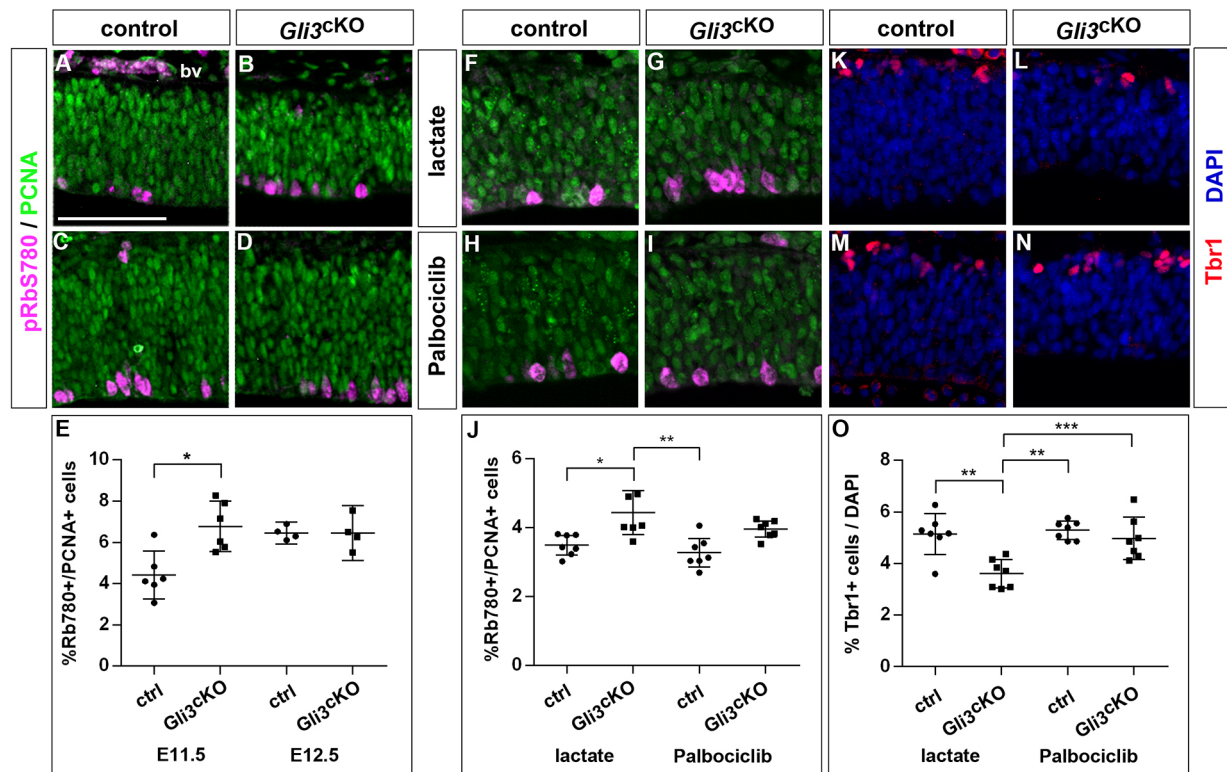 control
Gli3cKO
control
Gli3cKO
control
Gli3cKO
pRbS780 / PCNA
lactate
Palbociclib
Tbr1
DAPI
A
bv
B
F
G
K
L
C
D
H
I
M
N
E
%Rb780+/PCNA+ cells
10
8
6
4
2
0
*
ctrl
Gli3cKO
ctrl
Gli3cKO
E11.5
E12.5
J
%Rb780+/PCNA+ cells
6
4
2
0
*
**
ctrl
Gli3cKO
ctrl
Gli3cKO
lactate
Palbociclib
O
% Tbr1+ cells / DAPI
8
6
4
2
0
**
**
***
ctrl
Gli3cKO
ctrl
Gli3cKO
lactate
Palbociclib